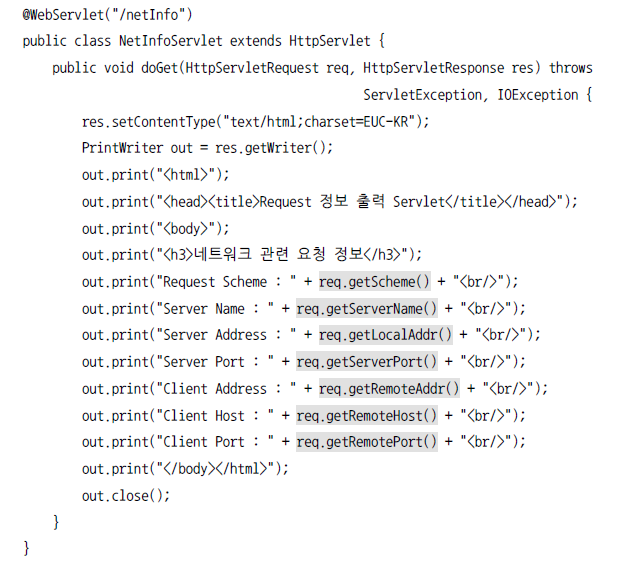 @WebServlet("/netInfo")
public class NetInfoServlet extends HttpServlet {
public void doGet(HttpServletRequest req, HttpServletResponse res) throws
ServletException, IOException {
res.setContentType("text/html;charset=EUC-KR");
PrintWriter out = res.getWriter();
out.print("<html>");
out.print("<head><title>Request 정보 출력 Servlet</title></head>");
out.print("<body>");
out.print("<h3>네트워크 관련 요청 정보</h3>");
out.print("Request Scheme : " + req.getScheme() + "<br/>");
out.print("Server Name : " + req.getServerName() + "<br/>");
out.print("Server Address : " + req.getLocalAddr() + "<br/>");
out.print("Server Port : " + req.getServerPort() + "<br/>");
out.print("Client Address : " + req.getRemoteAddr() + "<br/>");
out.print("Client Host : " + req.getRemoteHost() + "<br/>");
out.print("Client Port : " + req.getRemotePort() + "<br/>");
out.print("</body></html>");
out.close();
}
}